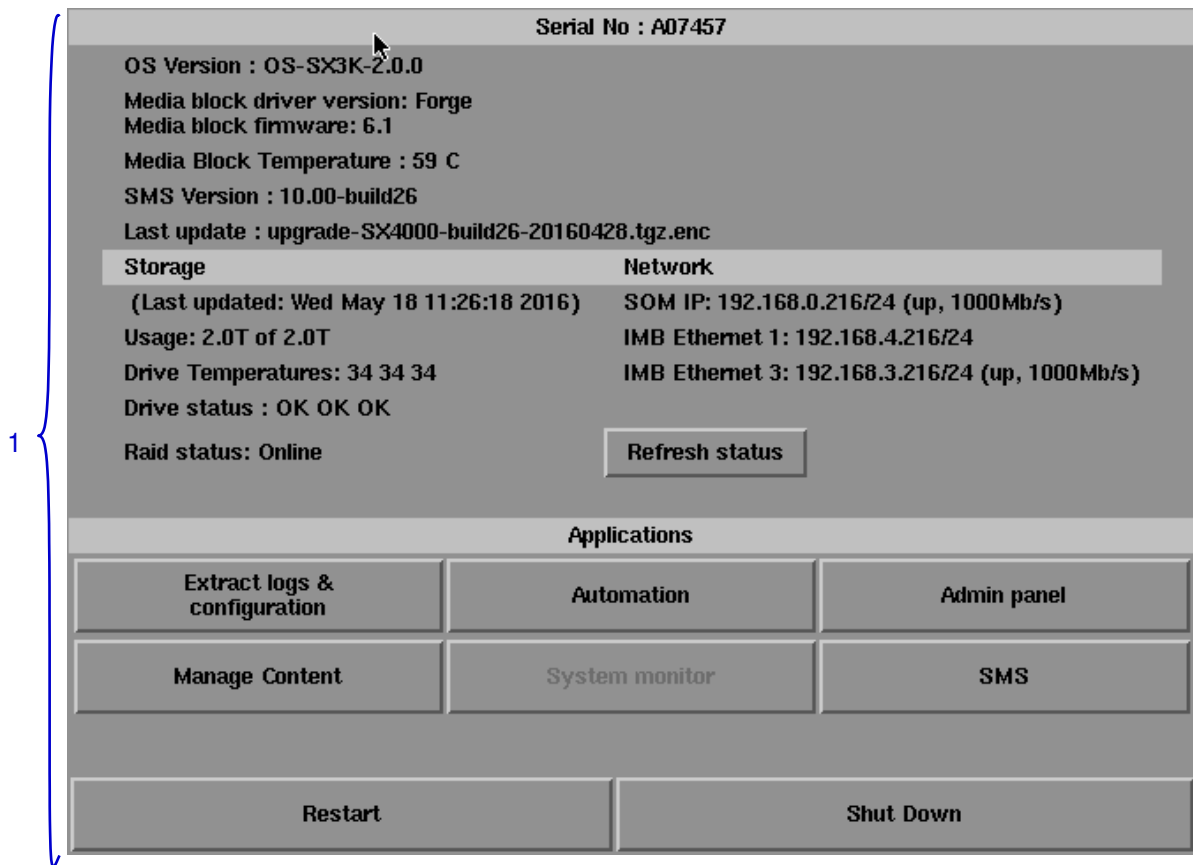 Serial No : A07457
OS Version : OS-SX3K-2.0.0
Media block driver version: Forge
Media block firmware: 6.1
Media Block Temperature : 59 C
SMS Version : 10.00-build26
Last update : upgrade-SX4000-build26-20160428.tgz.enc
Storage
Network
(Last updated: Wed May 18 11:26:18 2016)
SOM IP: 192.168.0.216/24 (up, 1000Mb/s)
Usage: 2.0T of 2.0T
IMB Ethernet 1: 192.168.4.216/24
Drive Temperatures: 34 34 34
IMB Ethernet 3: 192.168.3.216/24 (up, 1000Mb/s)
Drive status : OK OK OK
1
Raid status: Online
Refresh status
Applications
Extract logs &
configuration
Automation
Admin panel
Manage Content
System monitor
SMS
Restart
Shut Down